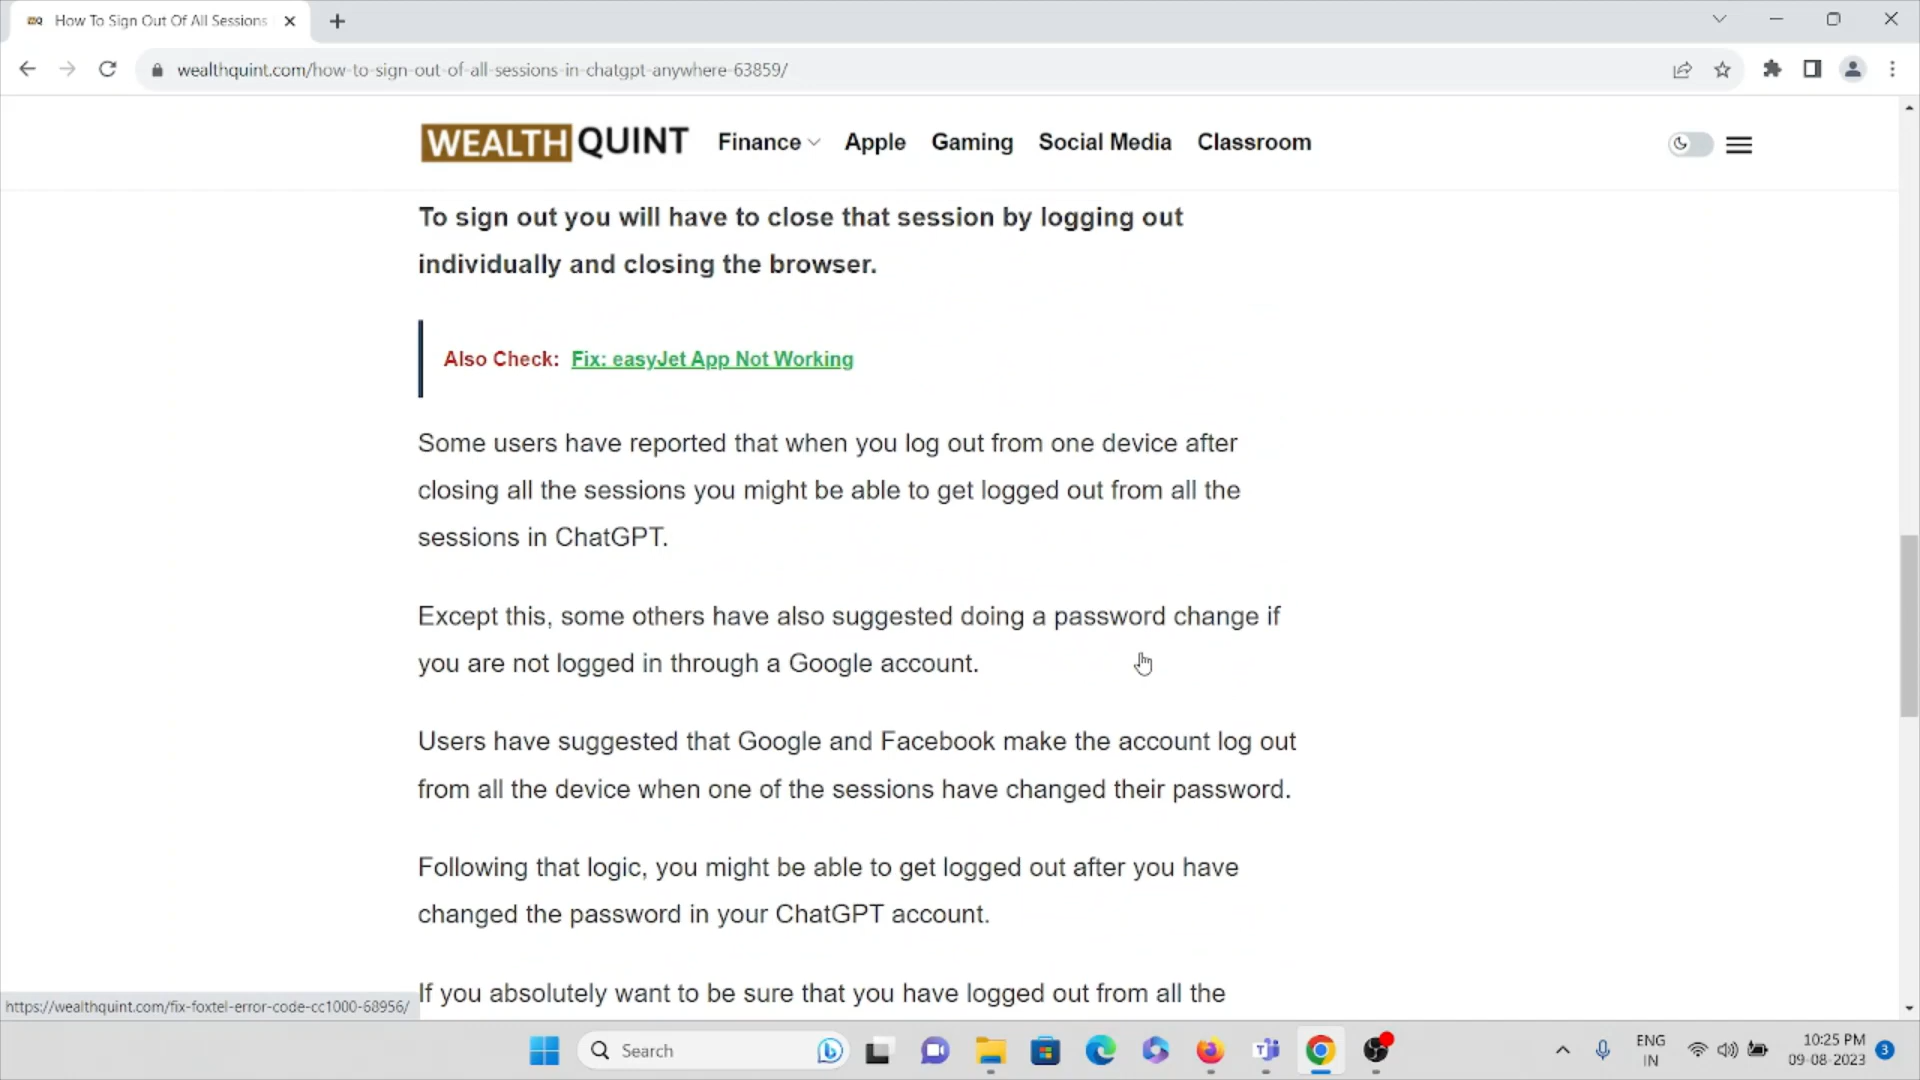 How To Sign Out Of All Sessions
wealthquint.com/how-to-sign-out-of-all-sessions-in-chatgpt-anywhere-63859/
WEALTH QUINT Finance Apple Gaming Social Media Classroom
To sign out you will have to close that session by logging out
individually and closing the browser.
Also Check: Fix: easyJet App Not Working
Some users have reported that when you log out from one device after
closing all the sessions you might be able to get logged out from all the
sessions in ChatGPT.
Except this, some others have also suggested doing a password change if
you are not logged in through a Google account.
Users have suggested that Google and Facebook make the account log out
from all the device when one of the sessions have changed their password.
Following that logic, you might be able to get logged out after you have
changed the password in your ChatGPT account.
If you absolutely want to be sure that you have logged out from all the
https://wealthquint.com/fix-foxtel-error-code-cc1000-68956/
Search
ENG
IN
10:25 PM
09-08-2023
3